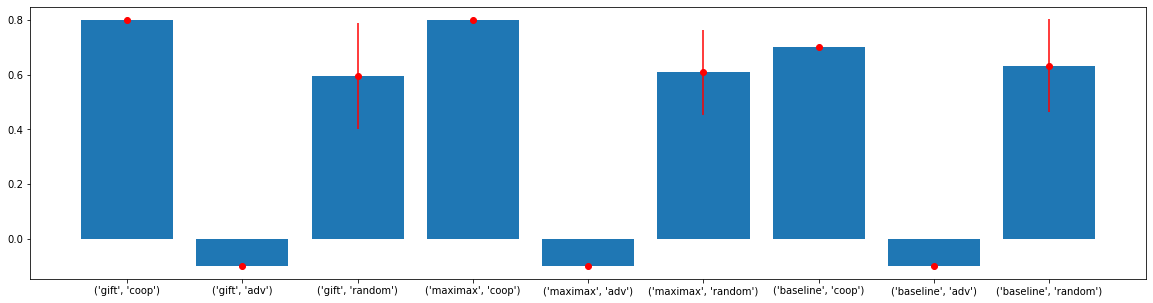 0.8
0.6
0.4
0.2
0.0
('gift', 'coop')
('gift', 'adv')
('gift', 'random')
('maximax', 'coop')
('maximax', 'adv')
('maximax', 'random')
('baseline', 'coop')
('baseline', 'adv')
('baseline', 'random')